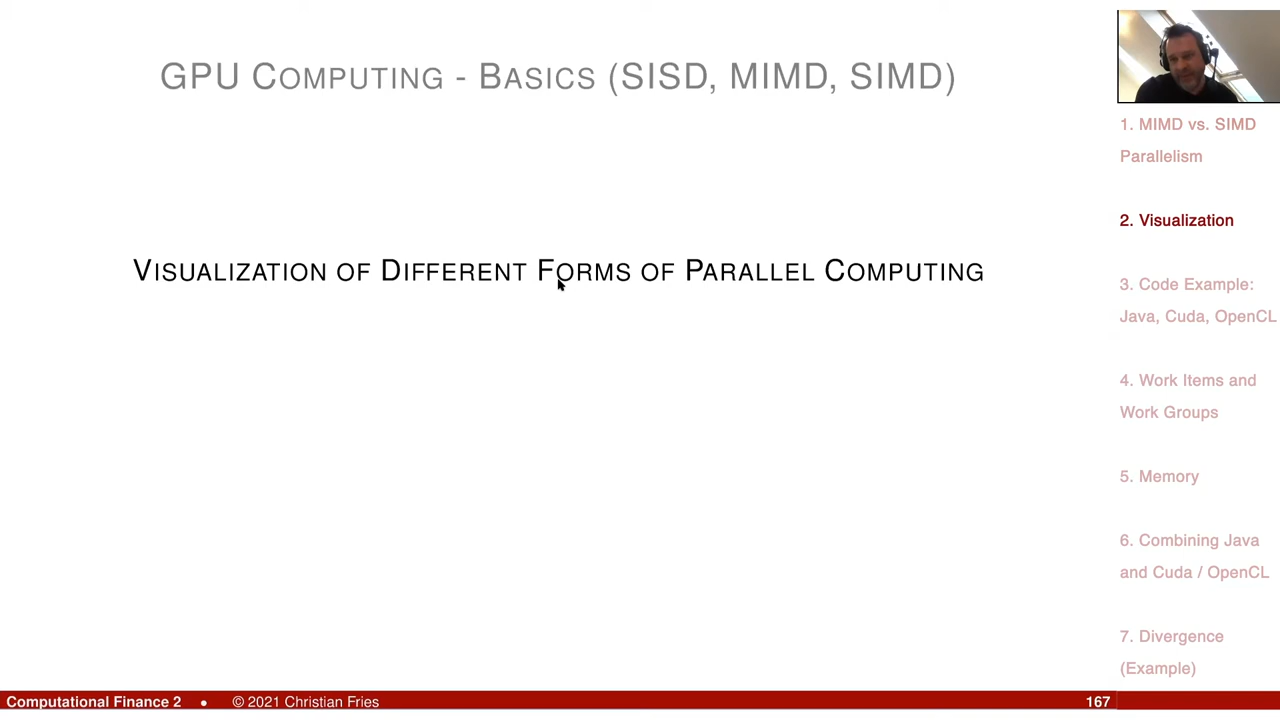 GPU COMPUTING - BASICS (SISD, MIMD, SIMD)
VISUALIZATION OF DIFFERENT FORMS OF PARALLEL COMPUTING
1. MIMD vs. SIMD
Parallelism
2. Visualization
3. Code Example:
Java, Cuda, OpenCL
4. Work Items and
Work Groups
5. Memory
6. Combining Java
and Cuda / OpenCL
7. Divergence
(Example)
Computational Finance 2 • © 2021 Christian Fries 167